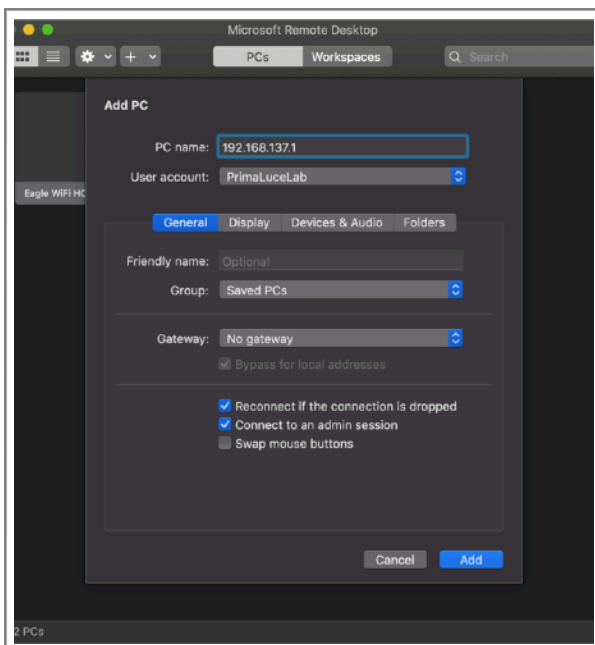 Microsoft Remote Desktop
PCs Workspaces Search
Add PC
PC name: 192.168.137.1
User account: PrimaLuceLab
Eagle WiFi HO
General Display Devices & Audio Folders
Friendly name: Optional
Group: Saved PCs
Gateway: No gateway
Bypass for local addresses
Reconnect if the connection is dropped
Connect to an admin session
Swap mouse buttons
Cancel Add
2 PCs